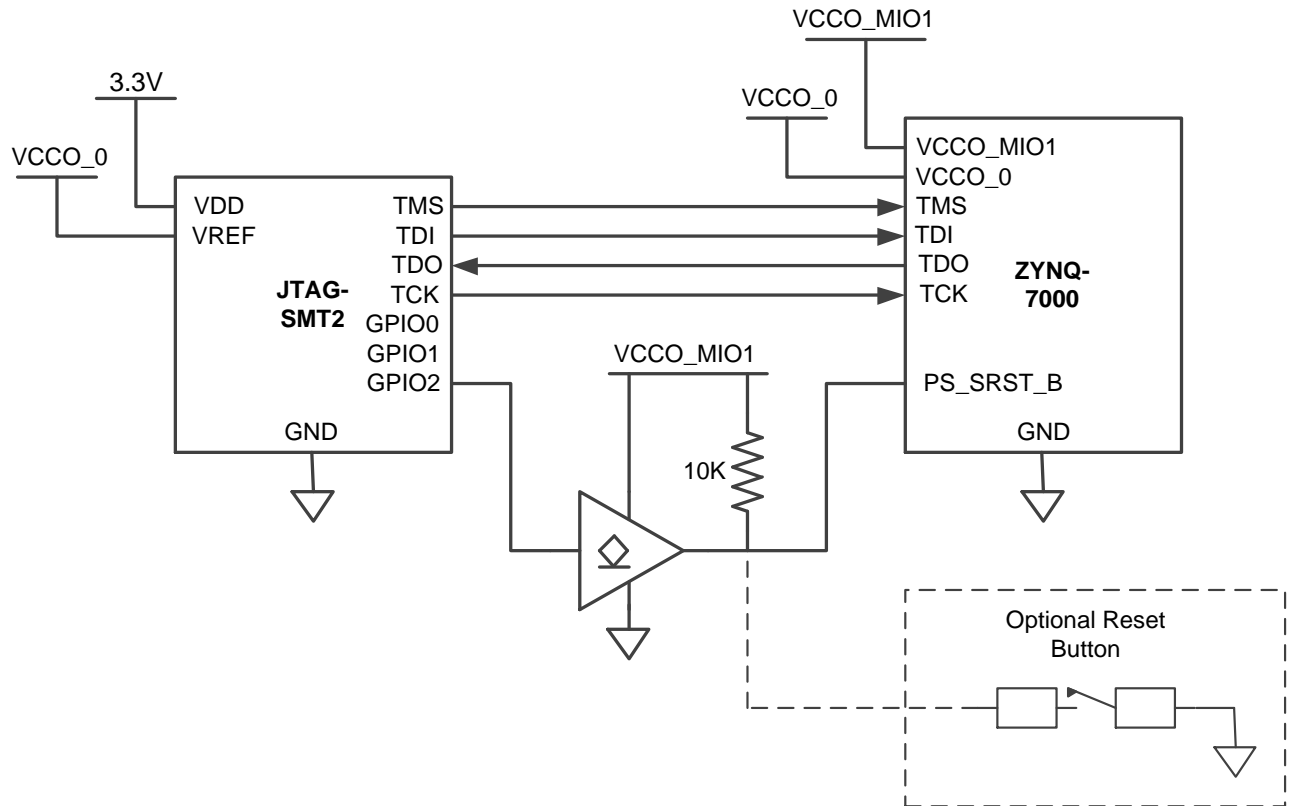 VCCO_MIO1
3.3V
VCCO_0
VCCO_0
VDD
VREF
TMS
TDI
TDO
TCK
GPIO0
GPIO1
GPIO2
JTAG-
SMT2
GND
VCCO_MIO1
VCCO_0
TMS
TDI
TDO
TCK
ZYNQ-
7000
PS_SRST_B
GND
VCCO_MIO1
10K
Optional Reset
Button